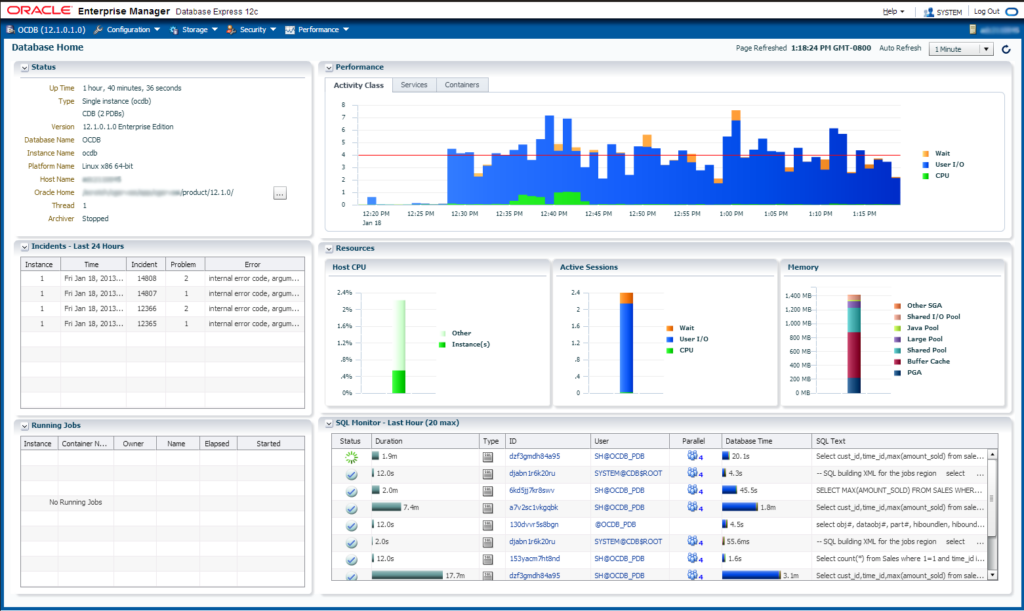 ORACLE Enterprise Manager Database Express 12c
Help SYSTEM Log Out
OCDB (12.1.0.1.0) Configuration Storage Security Performance
Database Home
Page Refreshed 1:18:24 PM GMT-0800 Auto Refresh 1 Minute
Status
Up Time 1 hour, 40 minutes, 36 seconds
Type Single instance (ocdb)
CDB (2 PDBs)
Version 12.1.0.1.0 Enterprise Edition
Database Name OCDB
Instance Name ocdb
Platform Name Linux x86 64-bit
Host Name
Oracle Home /product/12.1.0/ ...
Thread 1
Archiver Stopped
Performance
Activity Class Services Containers
8
7
6
5
4
3
2
1
0
12:20 PM 12:25 PM 12:30 PM 12:35 PM 12:40 PM 12:45 PM 12:50 PM 12:55 PM 1:00 PM 1:05 PM 1:10 PM 1:15 PM
Jan 18
Wait
User I/O
CPU
Incidents - Last 24 Hours
Instance Time Incident Problem Error
1 Fri Jan 18, 2013... 14808 2 internal error code, argum...
1 Fri Jan 18, 2013... 14807 1 internal error code, argum...
1 Fri Jan 18, 2013... 12366 2 internal error code, argum...
1 Fri Jan 18, 2013... 12365 1 internal error code, argum...
Resources
Host CPU
2.4%
2%
1.6%
1.2%
.8%
.4%
0%
Other
Instance(s)
Active Sessions
2.4
2
1.6
1.2
.8
.4
0
Wait
User I/O
CPU
Memory
1.400 MB
1.200 MB
1.000 MB
800 MB
600 MB
400 MB
200 MB
0 MB
Other SGA
Shared I/O Pool
Java Pool
Large Pool
Shared Pool
Buffer Cache
PGA
Running Jobs
Instance Container N... Owner Name Elapsed Started
No Running Jobs
SQL Monitor - Last Hour (20 max)
Status Duration Type ID User Parallel Database Time SQL Text
1.9m dzf3gmdh84a95 SH@OCDB_PDB 4 20.1s Select cust_id,time_id,max(amount_sold) from sale...
12.0s djabn1r6k20ru SYSTEM@CDB$ROOT 4 4.3s -- SQL building XML for the jobs region select ...
2.0m 6kd5jj7kr8swv SH@OCDB_PDB 4 45.5s SELECT MAX(AMOUNT_SOLD) FROM SALES WHER...
7.4m a7v2sc1vkgqbk SH@OCDB_PDB 4 1.8m Select cust_id,time_id,max(amount_sold) from sale...
12.0s 130dvvr5s8bgn @OCDB_PDB 4 4.5s select obj#, dataobj#, part#, hiboundlen, hiboun...
2.0s djabn1r6k20ru SYSTEM@CDB$ROOT 4 55.6ms -- SQL building XML for the jobs region select ...
12.0s 153yacm7ht8nd SH@OCDB_PDB 4 1.6s Select count(*) from Sales where 1=1 and time_id i...
17.7m dzf3gmdh84a95 SH@OCDB_PDB 4 3.1m Select cust_id,time_id,max(amount_sold) from sale...